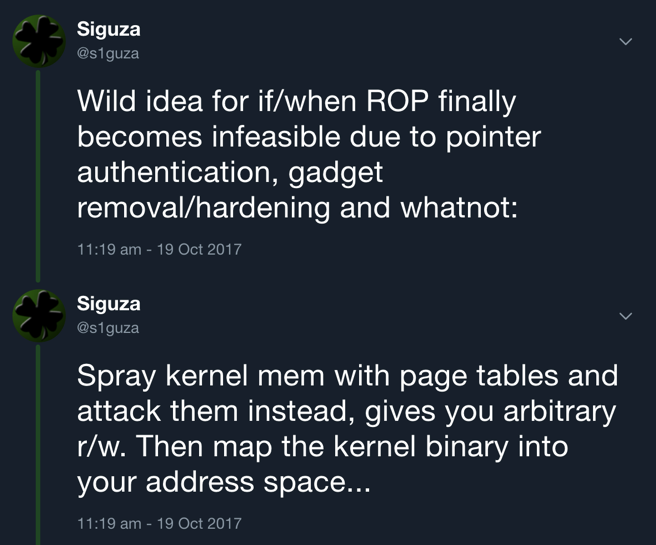 Siguza
@s1guza
Wild idea for if/when ROP finally
becomes infeasible due to pointer
authentication, gadget
removal/hardening and whatnot:
11:19 am - 19 Oct 2017
Siguza
@s1guza
Spray kernel mem with page tables and
attack them instead, gives you arbitrary
r/w. Then map the kernel binary into
your address space...
11:19 am - 19 Oct 2017